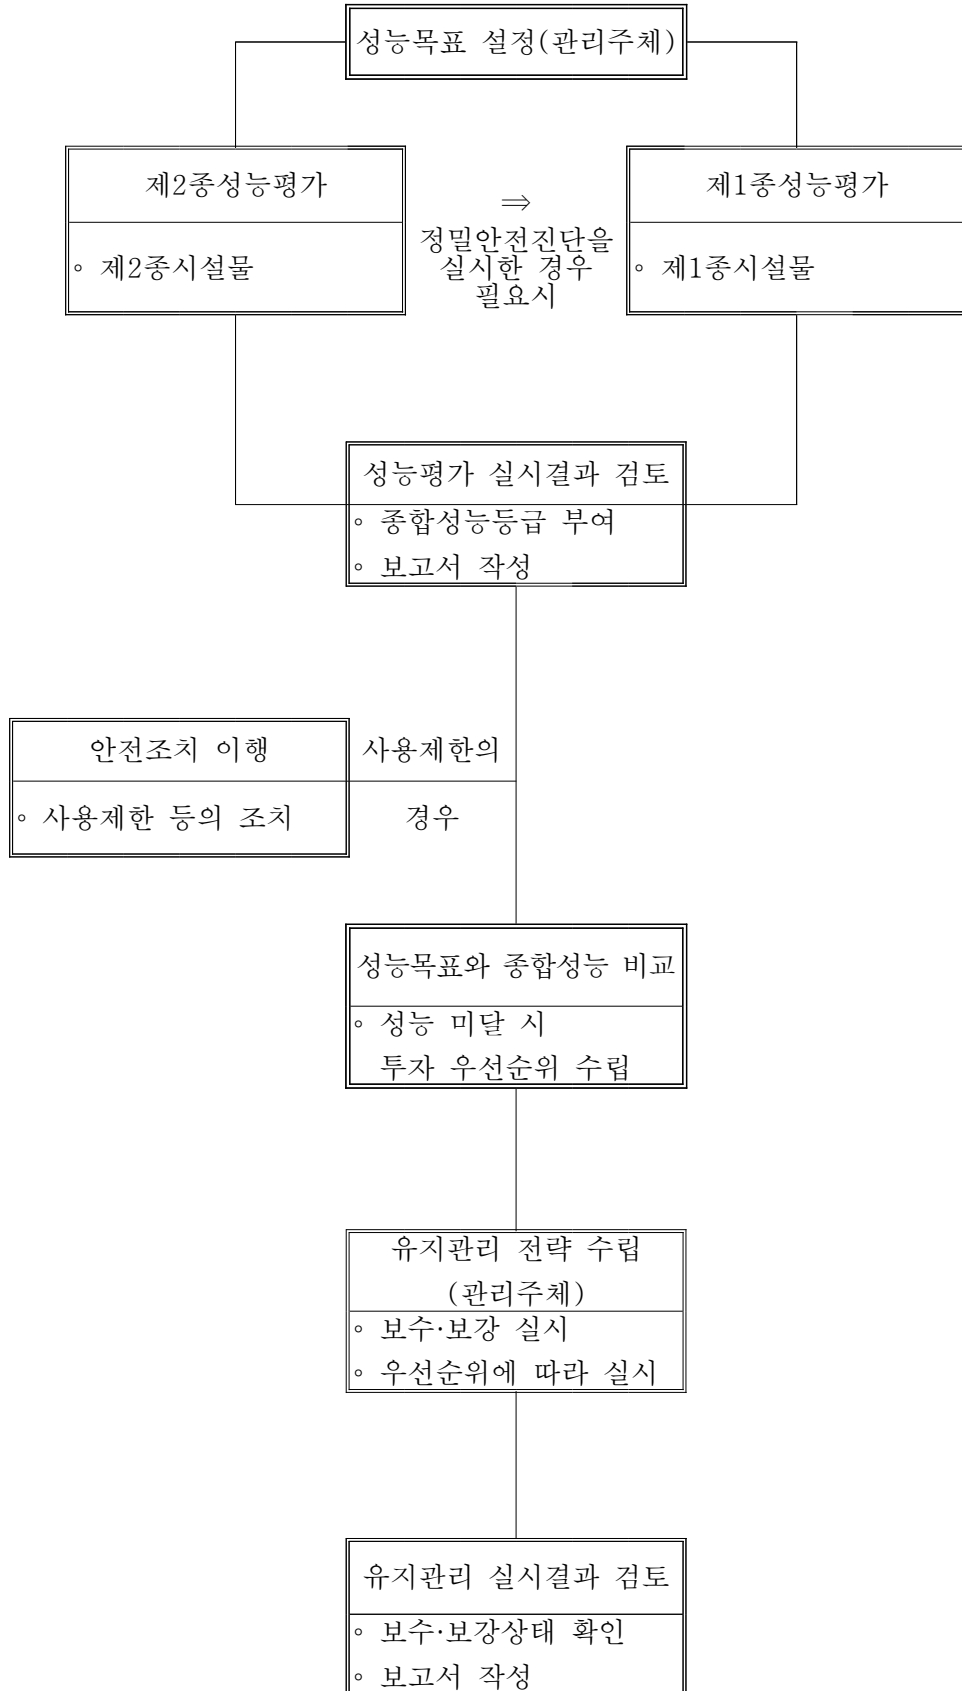 성능목표 설정(관리주체)
제2종성능평가
◦ 제2종시설물
⇒
정밀안전진단을
실시한 경우
필요시
제1종성능평가
◦ 제1종시설물
성능평가 실시결과 검토
◦ 종합성능등급 부여
◦ 보고서 작성
안전조치 이행
◦ 사용제한 등의 조치
사용제한의
경우
성능목표와 종합성능 비교
◦ 성능 미달 시
투자 우선순위 수립
유지관리 전략 수립
(관리주체)
◦ 보수·보강 실시
◦ 우선순위에 따라 실시
유지관리 실시결과 검토
◦ 보수·보강상태 확인
◦ 보고서 작성